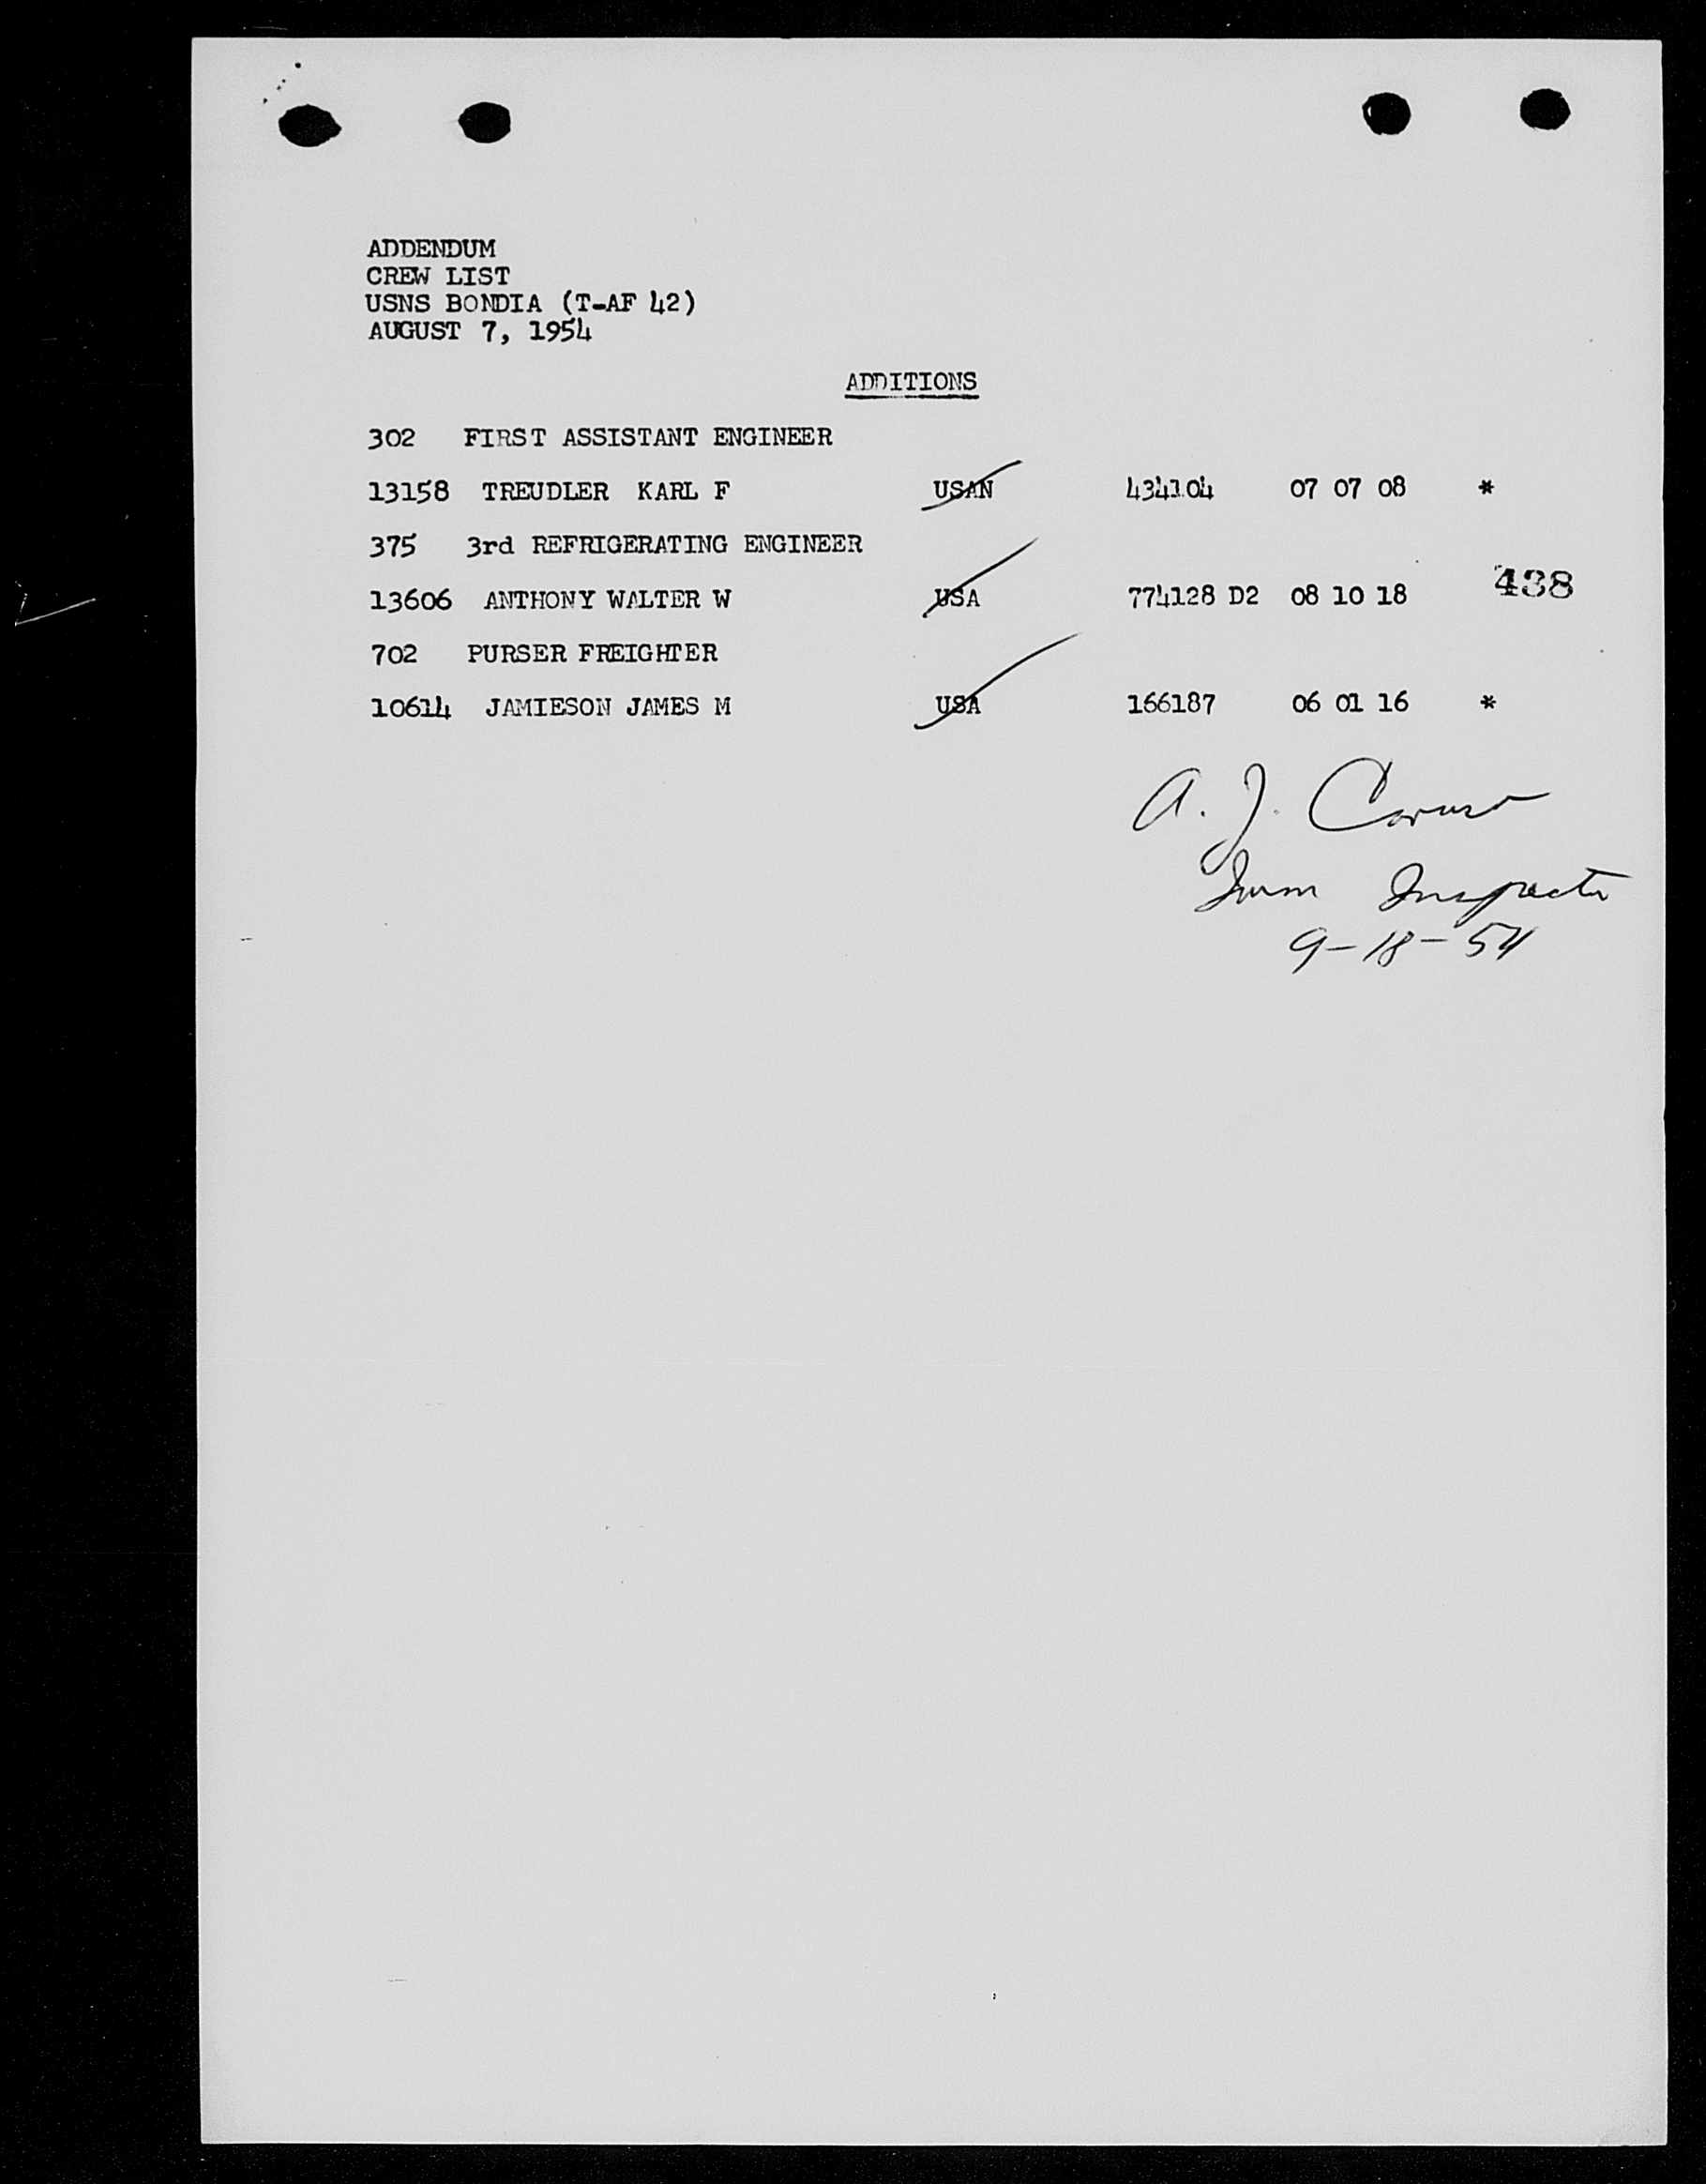 ADDENDUM
CREW LIST
USNS BONDIA (T-AF 42)
AUGUST 7, 1954
ADDITIONS
302 FIRST ASSISTANT ENGINEER
13158 TREUDLER KARL F USAN 434104 07 07 08 *
375 3rd REFRIGERATING ENGINEER
438
13606 ANTHONY WALTER W USA 774128 D2 08 10 18
702 PURSER FREIGHTER
10614 JAMIESON JAMES M USA 166187 06 01 16 *
A. J. Caruso
Imm Inspector
9-18-54